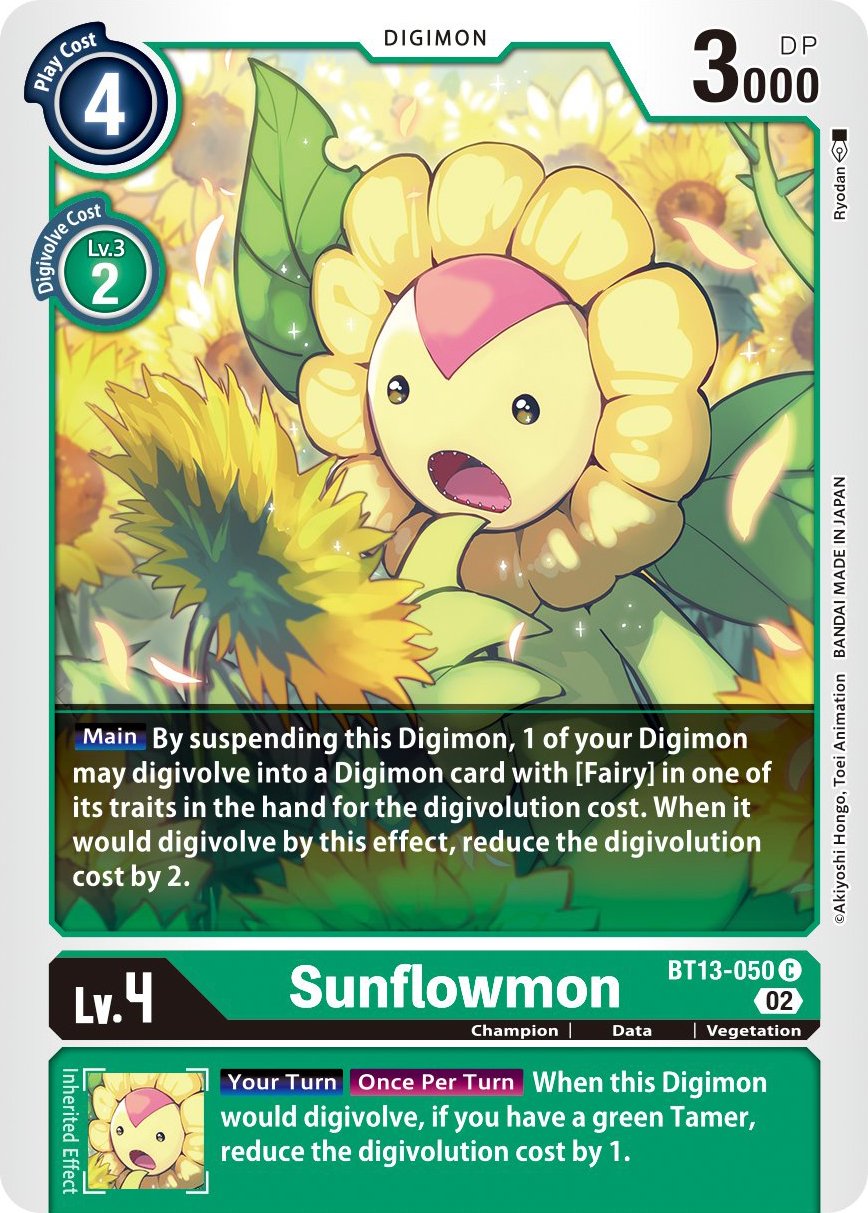 DIGIMON
Play Cost
4
DP
3000
Digivolve Cost
Lv.3
2
Ryodan
©Akiyoshi Hongo, Toei Animation BANDAI MADE IN JAPAN
Main By suspending this Digimon, 1 of your Digimon
may digivolve into a Digimon card with [Fairy] in one of
its traits in the hand for the digivolution cost. When it
would digivolve by this effect, reduce the digivolution
cost by 2.
Lv.4
Sunflowmon
BT13-050 C
02
Champion | Data | Vegetation
Inherited Effect
Your Turn Once Per Turn When this Digimon
would digivolve, if you have a green Tamer,
reduce the digivolution cost by 1.